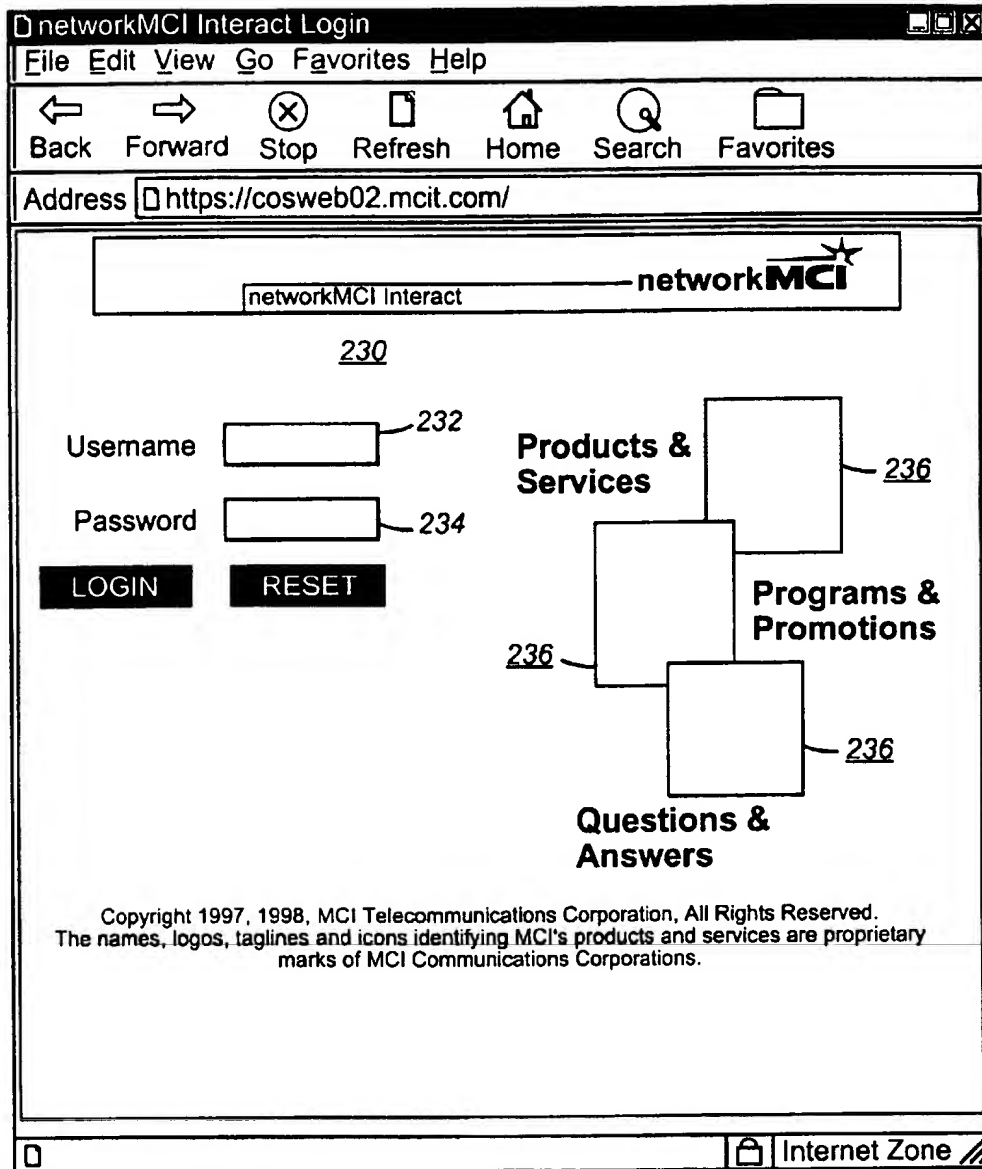 networkMCI Interact Login
File Edit View Go Favorites Help
Back Forward Stop Refresh Home Search Favorites
Address https://cosweb02.mcit.com/
networkMCI Interact
networkMCI
230
Username
232
Password
234
LOGIN RESET
Products &
Services
236
Programs &
Promotions
236
236
Questions &
Answers
Copyright 1997, 1998, MCI Telecommunications Corporation, All Rights Reserved.
The names, logos, taglines and icons identifying MCI's products and services are proprietary
marks of MCI Communications Corporations.
Internet Zone